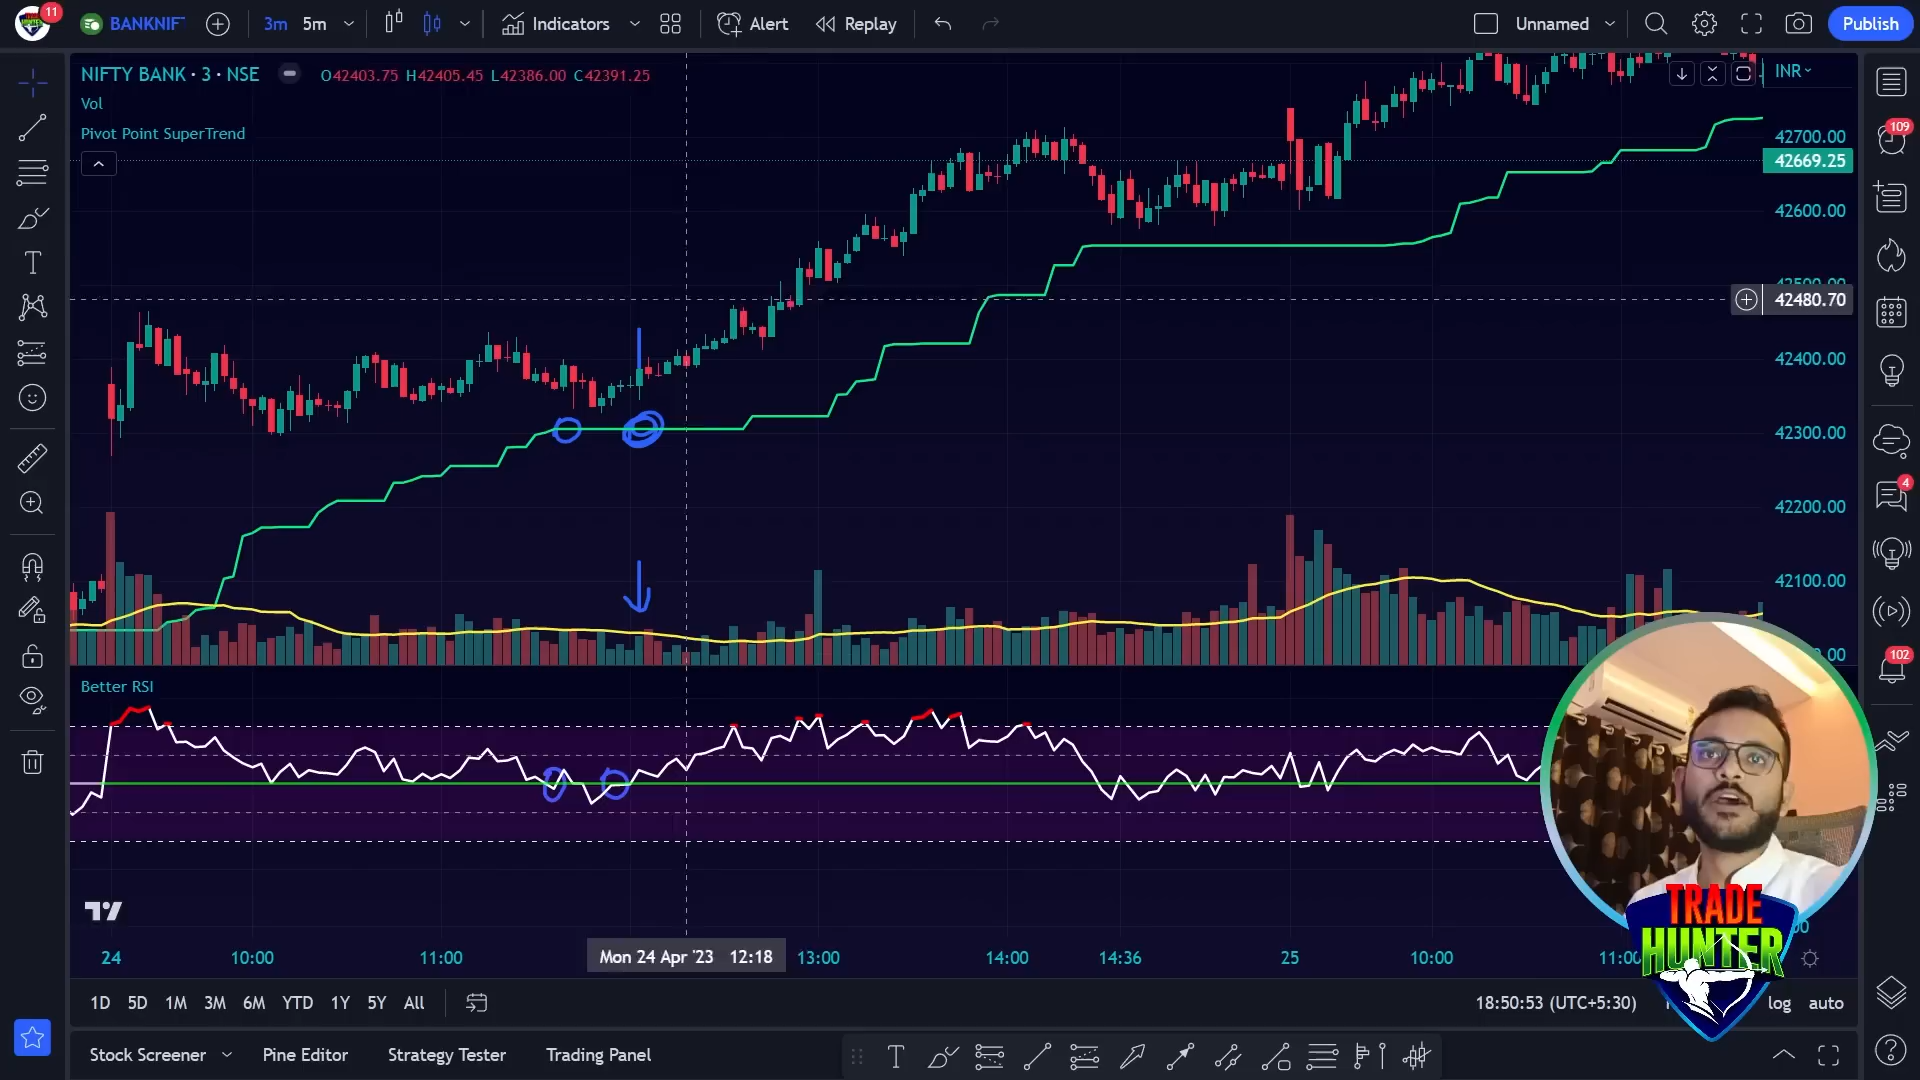 11
BANKNIF
3m
5m
Indicators
Alert
Replay
Unnamed
Publish
NIFTY BANK · 3 · NSE
O42403.75 H42405.45 L42386.00 C42391.25
Vol
Pivot Point SuperTrend
INR
42700.00
42669.25
42600.00
42480.70
42400.00
42300.00
42200.00
42100.00
109
4
102
Better RSI
24
10:00
11:00
Mon 24 Apr '23 12:18
13:00
14:00
14:36
25
10:00
11:00
TRADE
HUNTER
1D
5D
1M
3M
6M
YTD
1Y
5Y
All
18:50:53 (UTC+5:30)
log
auto
Stock Screener
Pine Editor
Strategy Tester
Trading Panel